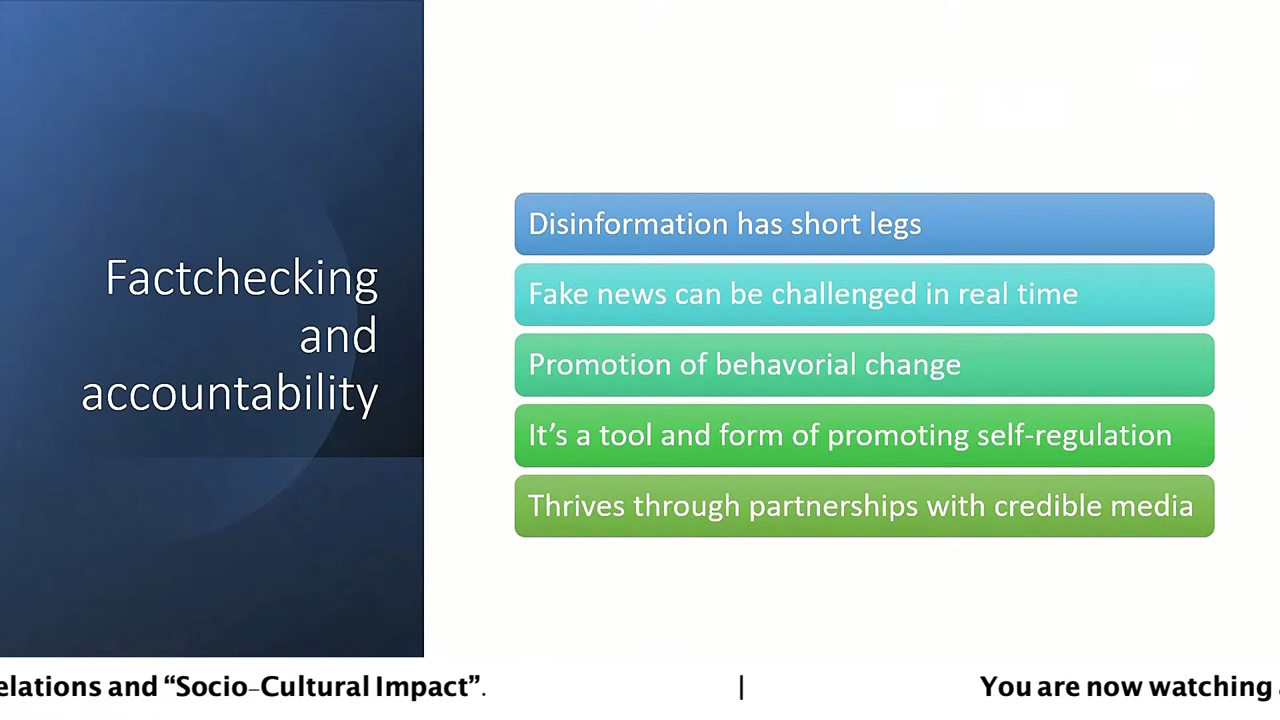 Factchecking
and
accountability
Disinformation has short legs
Fake news can be challenged in real time
Promotion of behavorial change
It’s a tool and form of promoting self-regulation
Thrives through partnerships with credible media
elations and “Socio-Cultural Impact”. | You are now watching